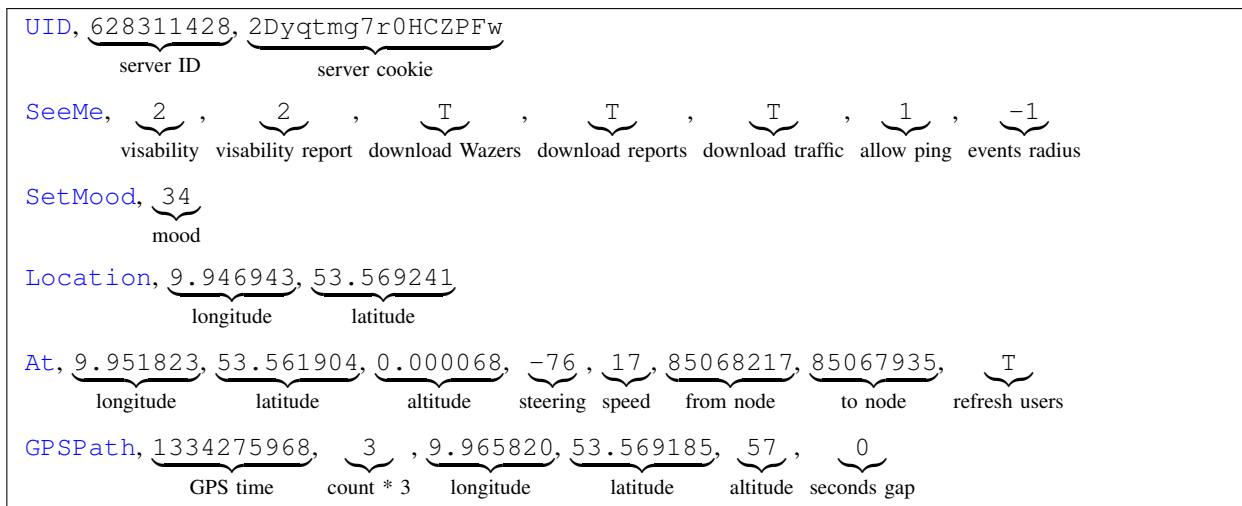 UID, 628311428, 2Dyqtmg7r0HCZPFw
server ID server cookie
SeeMe, 2 , 2 , T , T , T , 1 , -1
visability visability report download Wazers download reports download traffic allow ping events radius
SetMood, 34
mood
Location, 9.946943, 53.569241
longitude latitude
At, 9.951823, 53.561904, 0.000068, -76 , 17, 85068217, 85067935, T
longitude latitude altitude steering speed from node to node refresh users
GPSPath, 1334275968, 3 , 9.965820, 53.569185, 57 , 0
GPS time count * 3 longitude latitude altitude seconds gap